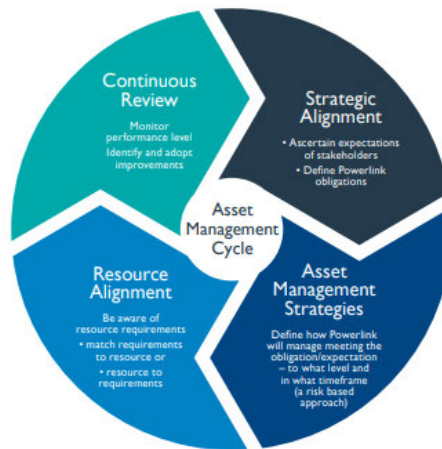 Continuous
Review
Monitor
performance level
Identify and adopt
improvements
Strategic
Alignment
• Ascertain expectations
of stakeholders
• Define Powerlink
obligations
Asset
Management
Cycle
Resource
Alignment
Be aware of
resource requirements
• match requirements
to resource or
• resource to
requirements
Asset
Management
Strategies
Define how Powerlink
will manage meeting the
obligation/expectation
– to what level and
in what timeframe
(a risk based
approach)